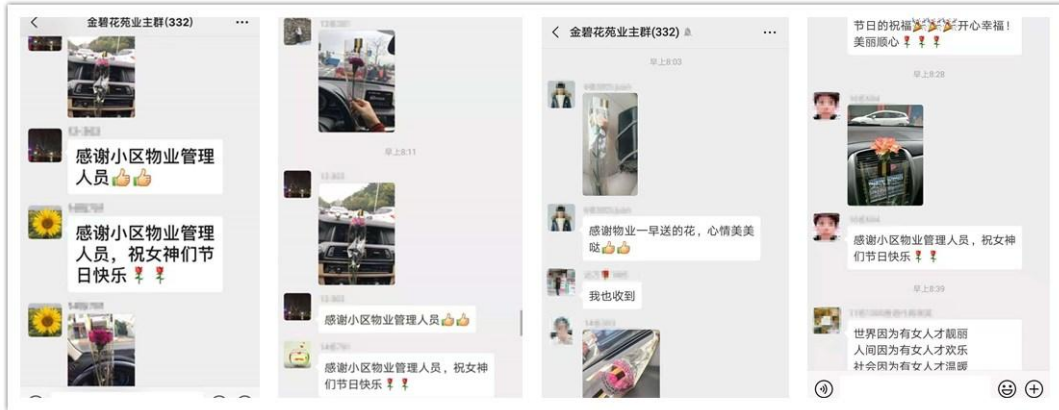 金碧花苑业主群(332)
感谢小区物业管理
人员👍👍
感谢小区物业管理
人员，祝女神们节
日快乐🌹🌹
早上8:11
感谢小区物业管理人员👍👍
感谢小区物业管理人员，祝女神
们节日快乐🌹🌹
金碧花苑业主群(332)
早上8:03
感谢物业一早送的花，心情美美
哒👍👍
我也收到
节日的祝福🎉🎉🎉开心幸福！
美丽顺心🌹🌹🌹
早上8:28
感谢小区物业管理人员，祝女神
们节日快乐🌹🌹
早上8:39
世界因为有女人才靓丽
人间因为有女人才欢乐
社会因为有女人才温暖